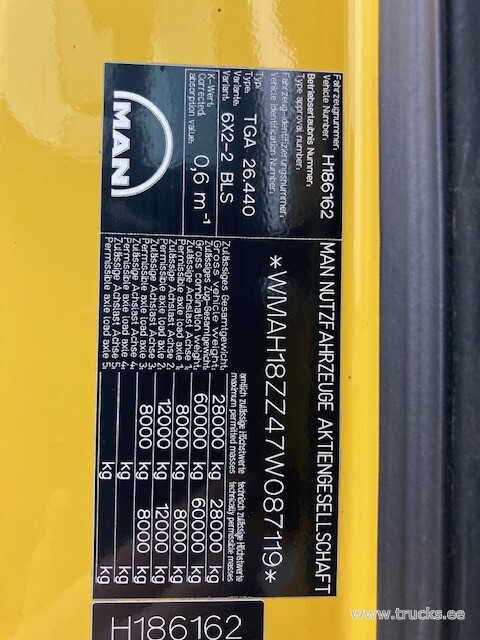 Fahrzeugnummer:
Vehicle Number: H186162
Betriebserlaubnis Nummer:
Type approval number:
Fahrzeug-Identifizierungsnummer:
Vehicle Identification Number:
Typ:
Type: TGA 26.440
Variante:
Variant: 6X2-2 BLS
K-Wert:
Corrected
absorption value: 0,6 m⁻¹
MAN
MAN NUTZFAHRZEUGE AKTIENGESELLSCHAFT
*WMAH18ZZ47W087119*
amtlich zulässige Höchstwerte technisch zulässige Höchstwerte
maximum permitted masses technically permissible masses
Zulässiges Gesamtgewicht:
Gross vehicle Weight: 28000 kg 28000 kg
Zulässiges Zug-Gesamtgewicht:
Gross combination Weight: 60000 kg 60000 kg
Zulässige Achslast Achse 1:
Permissible axle load axle 1: 8000 kg 8000 kg
Zulässige Achslast Achse 2:
Permissible axle load axle 2: 12000 kg 12000 kg
Zulässige Achslast Achse 3:
Permissible axle load axle 3: 8000 kg 8000 kg
Zulässige Achslast Achse 4:
Permissible axle load axle 4: kg kg
Zulässige Achslast Achse 5:
Permissible axle load axle 5: kg kg
H186162
www.trucks.ee